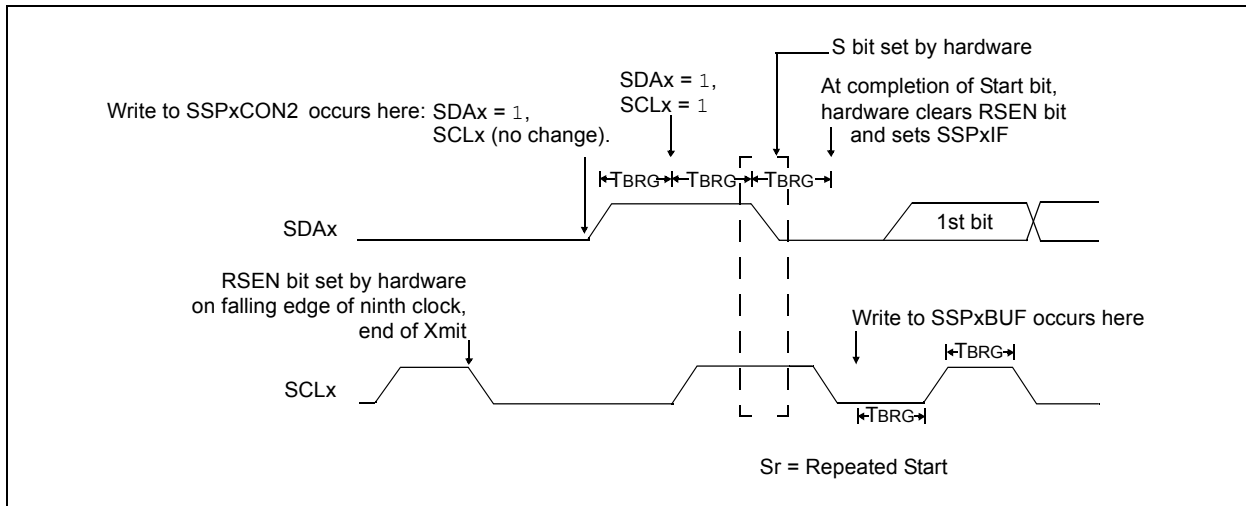 S bit set by hardware
SDAx = 1,
SCLx = 1
At completion of Start bit,
hardware clears RSEN bit
and sets SSPxIF
Write to SSPxCON2 occurs here: SDAx = 1,
SCLx (no change).
TBRG TBRG TBRG
SDAx
1st bit
RSEN bit set by hardware
on falling edge of ninth clock,
end of Xmit
Write to SSPxBUF occurs here
TBRG
SCLx
TBRG
Sr = Repeated Start